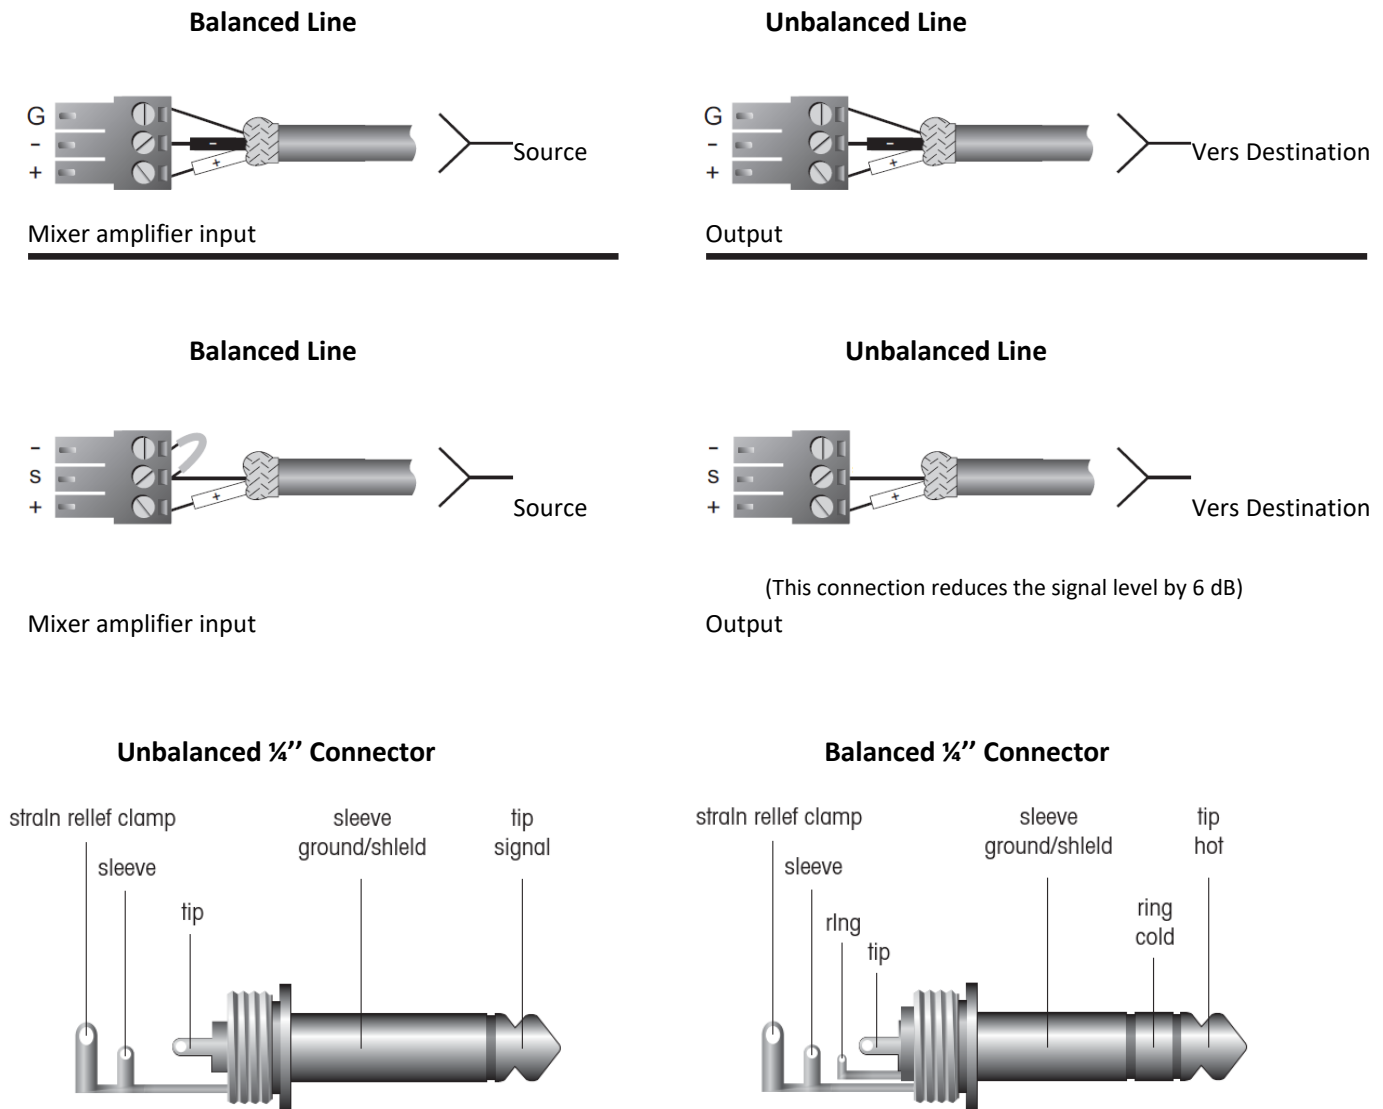 Balanced Line
Unbalanced Line
G
-
+
-
+
Source
G
-
+
-
+
Vers Destination
Mixer amplifier input
Output
Balanced Line
Unbalanced Line
-
s
+
+
Source
-
s
+
+
Vers Destination
(This connection reduces the signal level by 6 dB)
Mixer amplifier input
Output
Unbalanced ¼’’ Connector
Balanced ¼’’ Connector
straIn rellef clamp
sleeve
tip
sleeve
ground/shleld
tip
signal
straIn rellef clamp
sleeve
rIng
tip
sleeve
ground/shleld
ring
cold
tip
hot